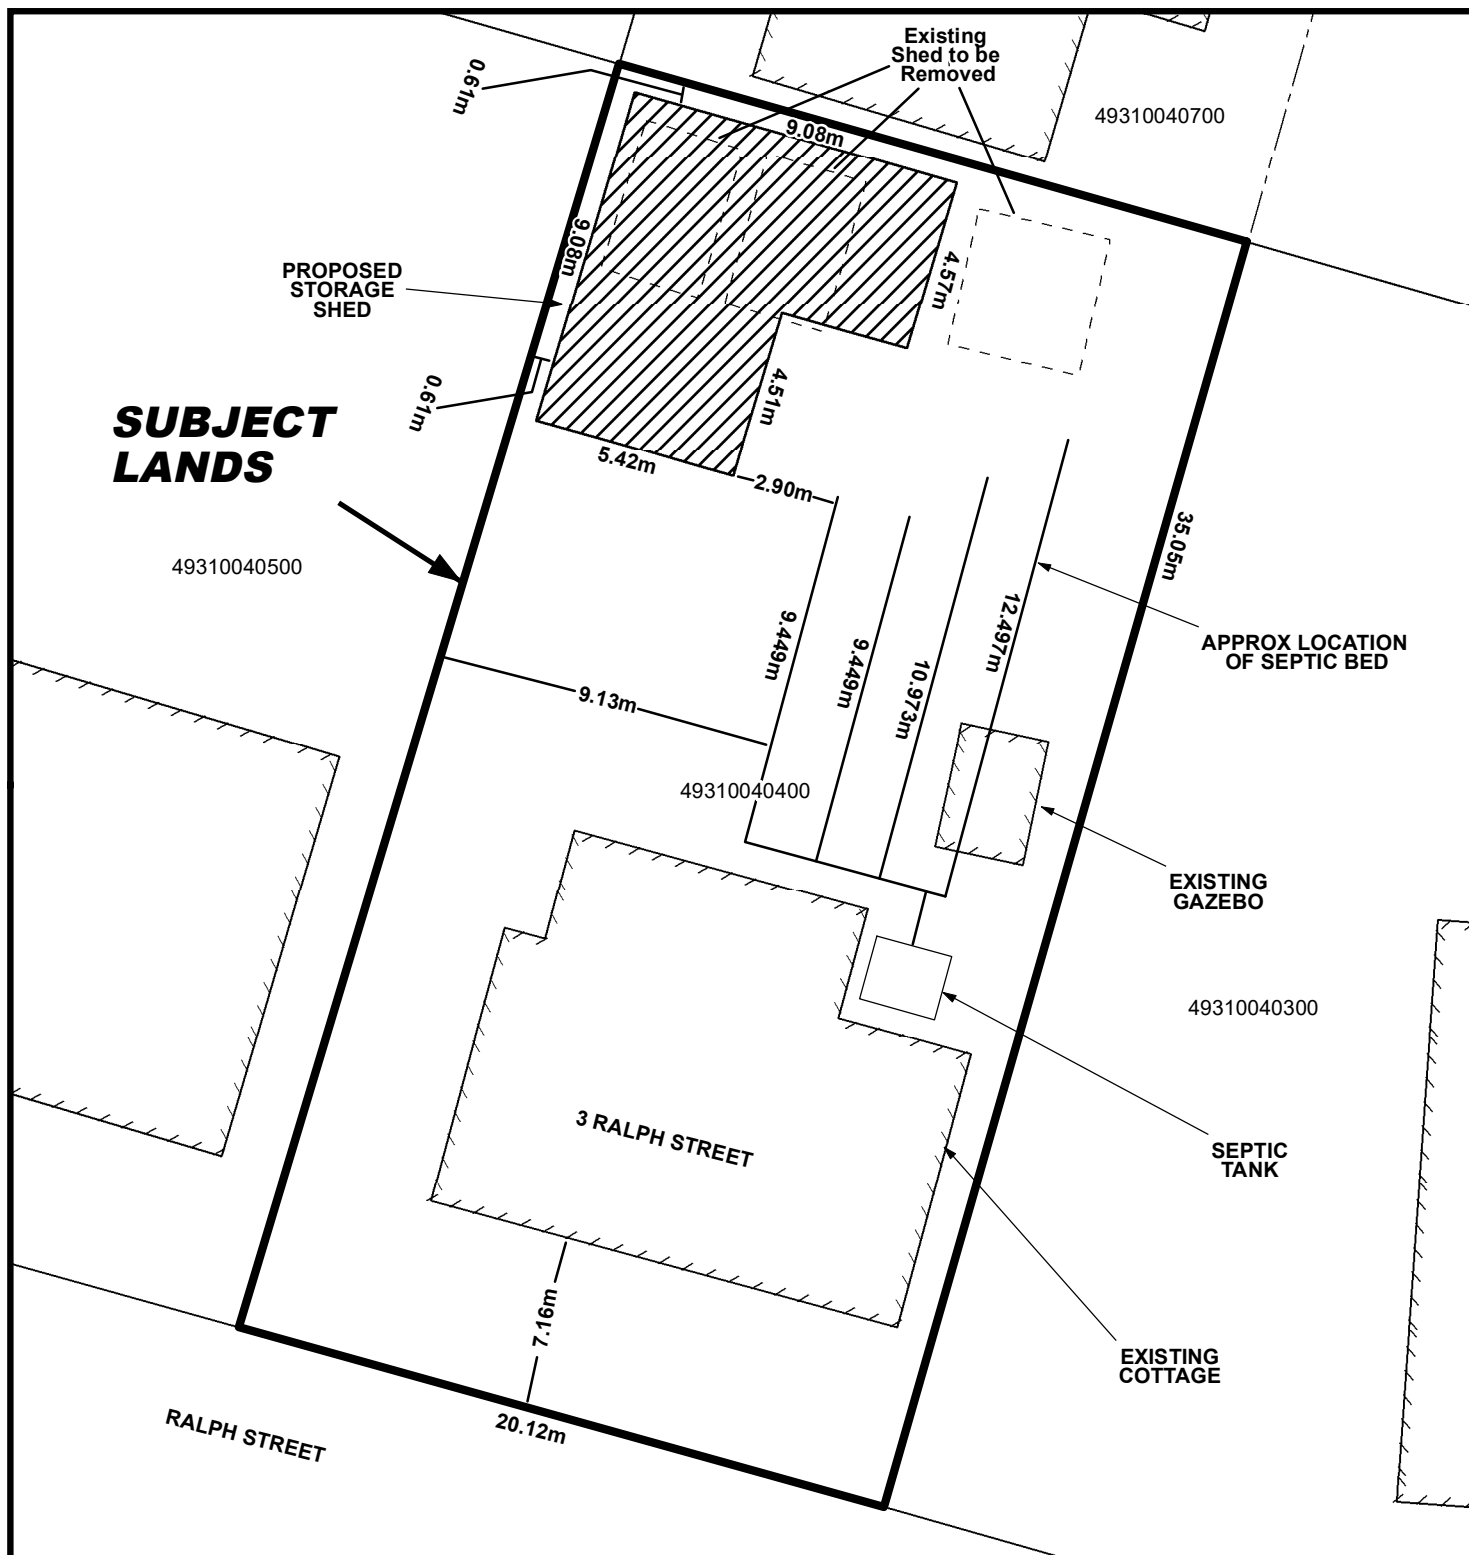 Existing
Shed to be
Removed
0.61m
49310040700
9.08m
9.08m
4.57m
PROPOSED
STORAGE
SHED
0.61m
4.51m
SUBJECT
LANDS
5.42m
2.90m
35.05m
49310040500
9.449m
9.449m
10.973m
12.497m
APPROX LOCATION
OF SEPTIC BED
9.13m
49310040400
EXISTING
GAZEBO
49310040300
3 RALPH STREET
SEPTIC
TANK
7.16m
EXISTING
COTTAGE
20.12m
RALPH STREET